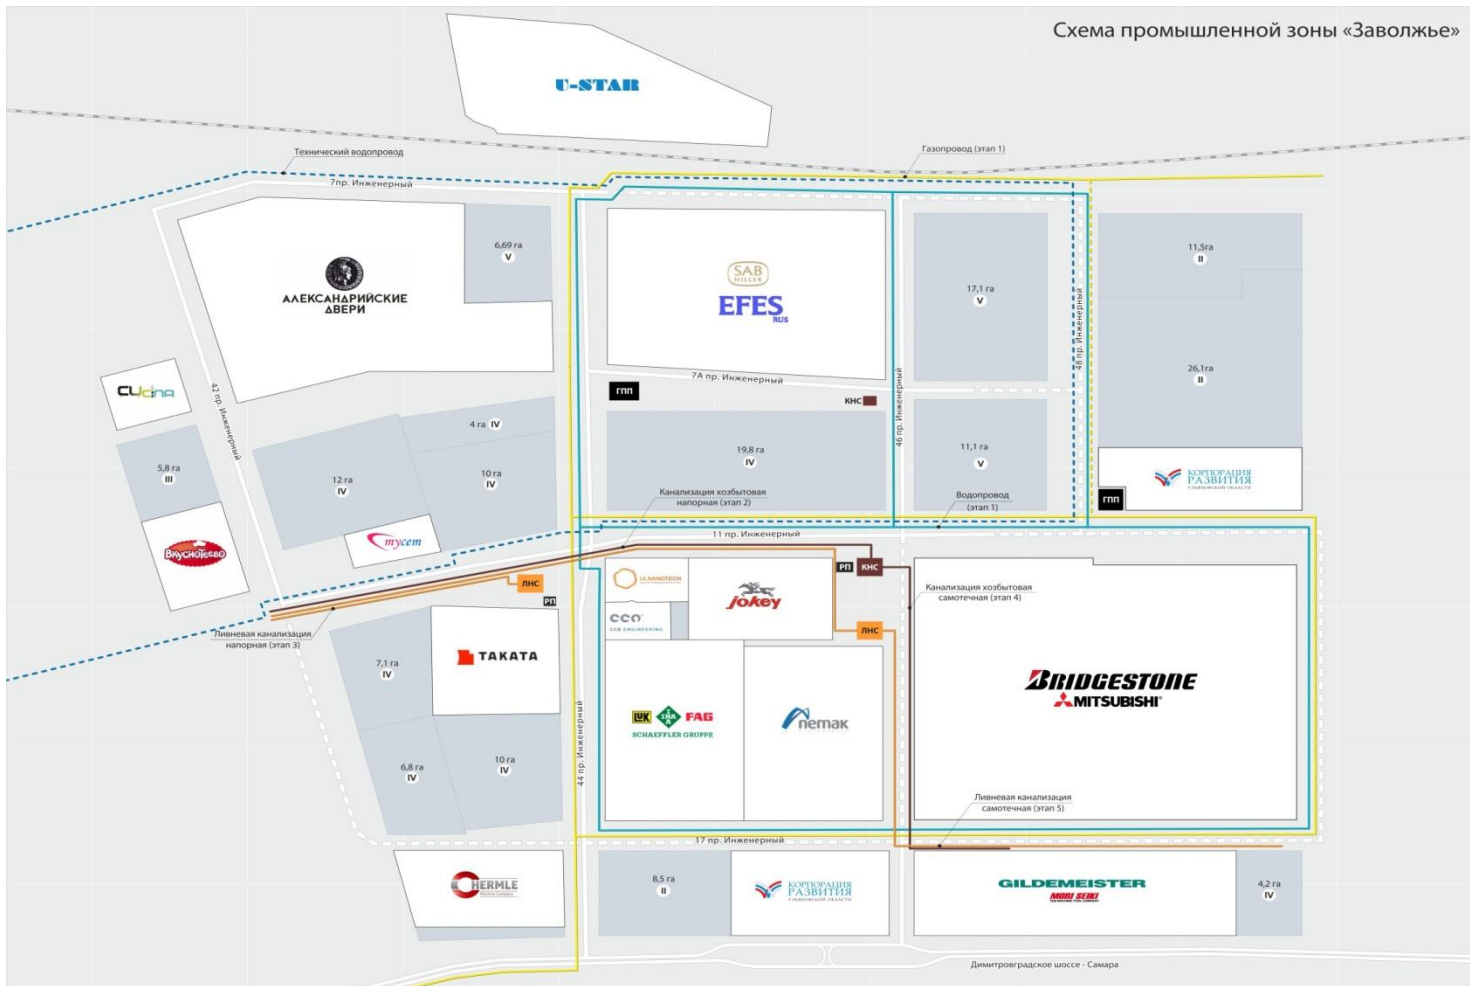 Схема промышленной зоны «Заволжье»
U-STAR
Технический водопровод
Газопровод (этап 1)
7пр. Инженерный
6,69 га
V
АЛЕКСАНДРИЙСКИЕ
ДВЕРИ
SAB
MILLER
EFES
RUS
17,1 га
V
48 пр. Инженерный
11,5га
II
26,1га
II
7А пр. Инженерный
ГПП
КНС
46 пр. Инженерный
CUcina
42 пр. Инженерный
4 га IV
5,8 га
III
12 га
IV
10 га
IV
19,8 га
IV
11,1 га
V
КОРПОРАЦИЯ
РАЗВИТИЯ
УЛЬЯНОВСКОЙ ОБЛАСТИ
ГПП
Канализация хозбытовая
напорная (этап 2)
Водопровод
(этап 1)
ВКУСНОТЕЕВО
mycem
11 пр. Инженерный
ЛНС
РП
ULNANOTECH
jokey
РП
КНС
Канализация хозбытовая
самотечная (этап 4)
CCO
CCO ENGINEERING
ЛНС
Ливневая канализация
напорная (этап 3)
7,1 га
IV
TAKATA
BRIDGESTONE
MITSUBISHI
LUK INA FAG
SCHAEFFLER GRUPPE
nemak
6,8 га
IV
10 га
IV
44 пр. Инженерный
Ливневая канализация
самотечная (этап 5)
17 пр. Инженерный
HERMLE
8,5 га
II
КОРПОРАЦИЯ
РАЗВИТИЯ
УЛЬЯНОВСКОЙ ОБЛАСТИ
GILDEMEISTER
MORI SEIKI
4,2 га
IV
Димитровградское шоссе - Самара